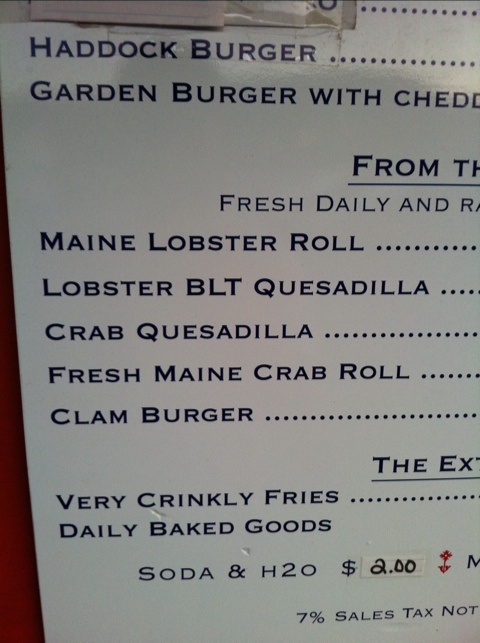 HADDOCK BURGER ................
GARDEN BURGER WITH CHEDD
FROM TH
FRESH DAILY AND RA
MAINE LOBSTER ROLL ...........
LOBSTER BLT QUESADILLA ....
CRAB QUESADILLA ................
FRESH MAINE CRAB ROLL ......
CLAM BURGER ......................
THE EXT
VERY CRINKLY FRIES .............
DAILY BAKED GOODS
SODA & H2O $ 2.00 M
7% SALES TAX NOT